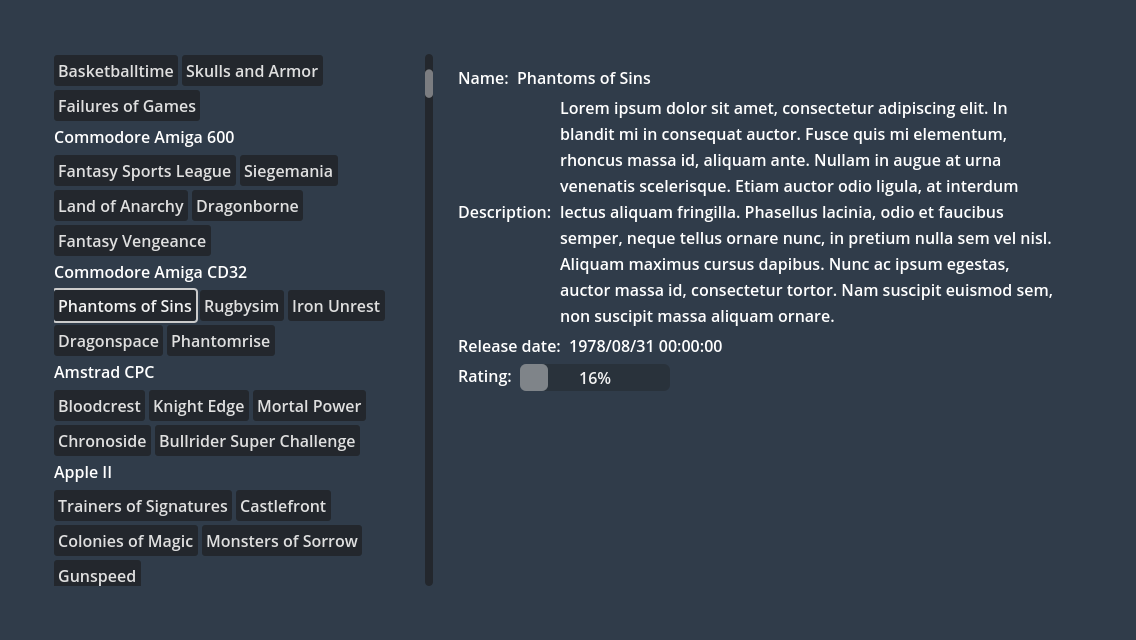 Basketballtime Skulls and Armor
Failures of Games
Commodore Amiga 600
Fantasy Sports League Siegemania
Land of Anarchy Dragonborne
Fantasy Vengeance
Commodore Amiga CD32
Phantoms of Sins Rugbysim Iron Unrest
Dragonspace Phantomrise
Amstrad CPC
Bloodcrest Knight Edge Mortal Power
Chronoside Bullrider Super Challenge
Apple II
Trainers of Signatures Castlefront
Colonies of Magic Monsters of Sorrow
Gunspeed
Name: Phantoms of Sins
Description:
Lorem ipsum dolor sit amet, consectetur adipiscing elit. In
blandit mi in consequat auctor. Fusce quis mi elementum,
rhoncus massa id, aliquam ante. Nullam in augue at urna
venenatis scelerisque. Etiam auctor odio ligula, at interdum
lectus aliquam fringilla. Phasellus lacinia, odio et faucibus
semper, neque tellus ornare nunc, in pretium nulla sem vel nisl.
Aliquam maximus cursus dapibus. Nunc ac ipsum egestas,
auctor massa id, consectetur tortor. Nam suscipit euismod sem,
non suscipit massa aliquam ornare.
Release date: 1978/08/31 00:00:00
Rating: 16%